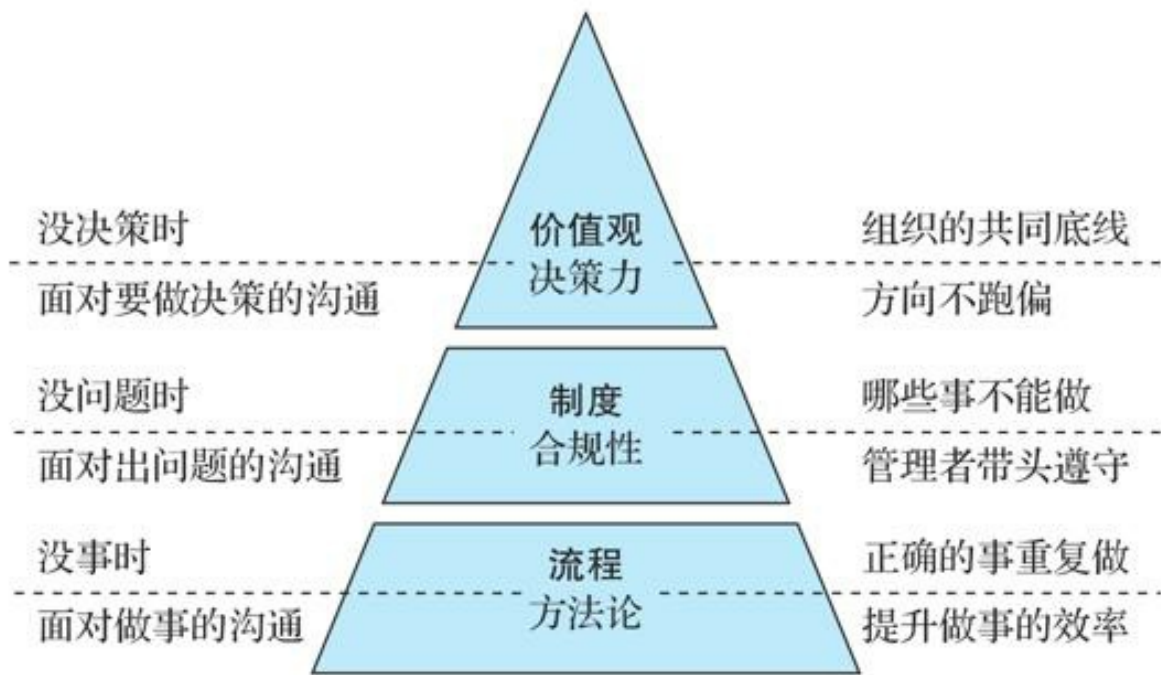 没决策时
价值观
组织的共同底线
面对要做决策的沟通
决策力
方向不跑偏
没问题时
制度
哪些事不能做
面对出问题的沟通
合规性
管理者带头遵守
没事时
流程
正确的事重复做
面对做事的沟通
方法论
提升做事的效率